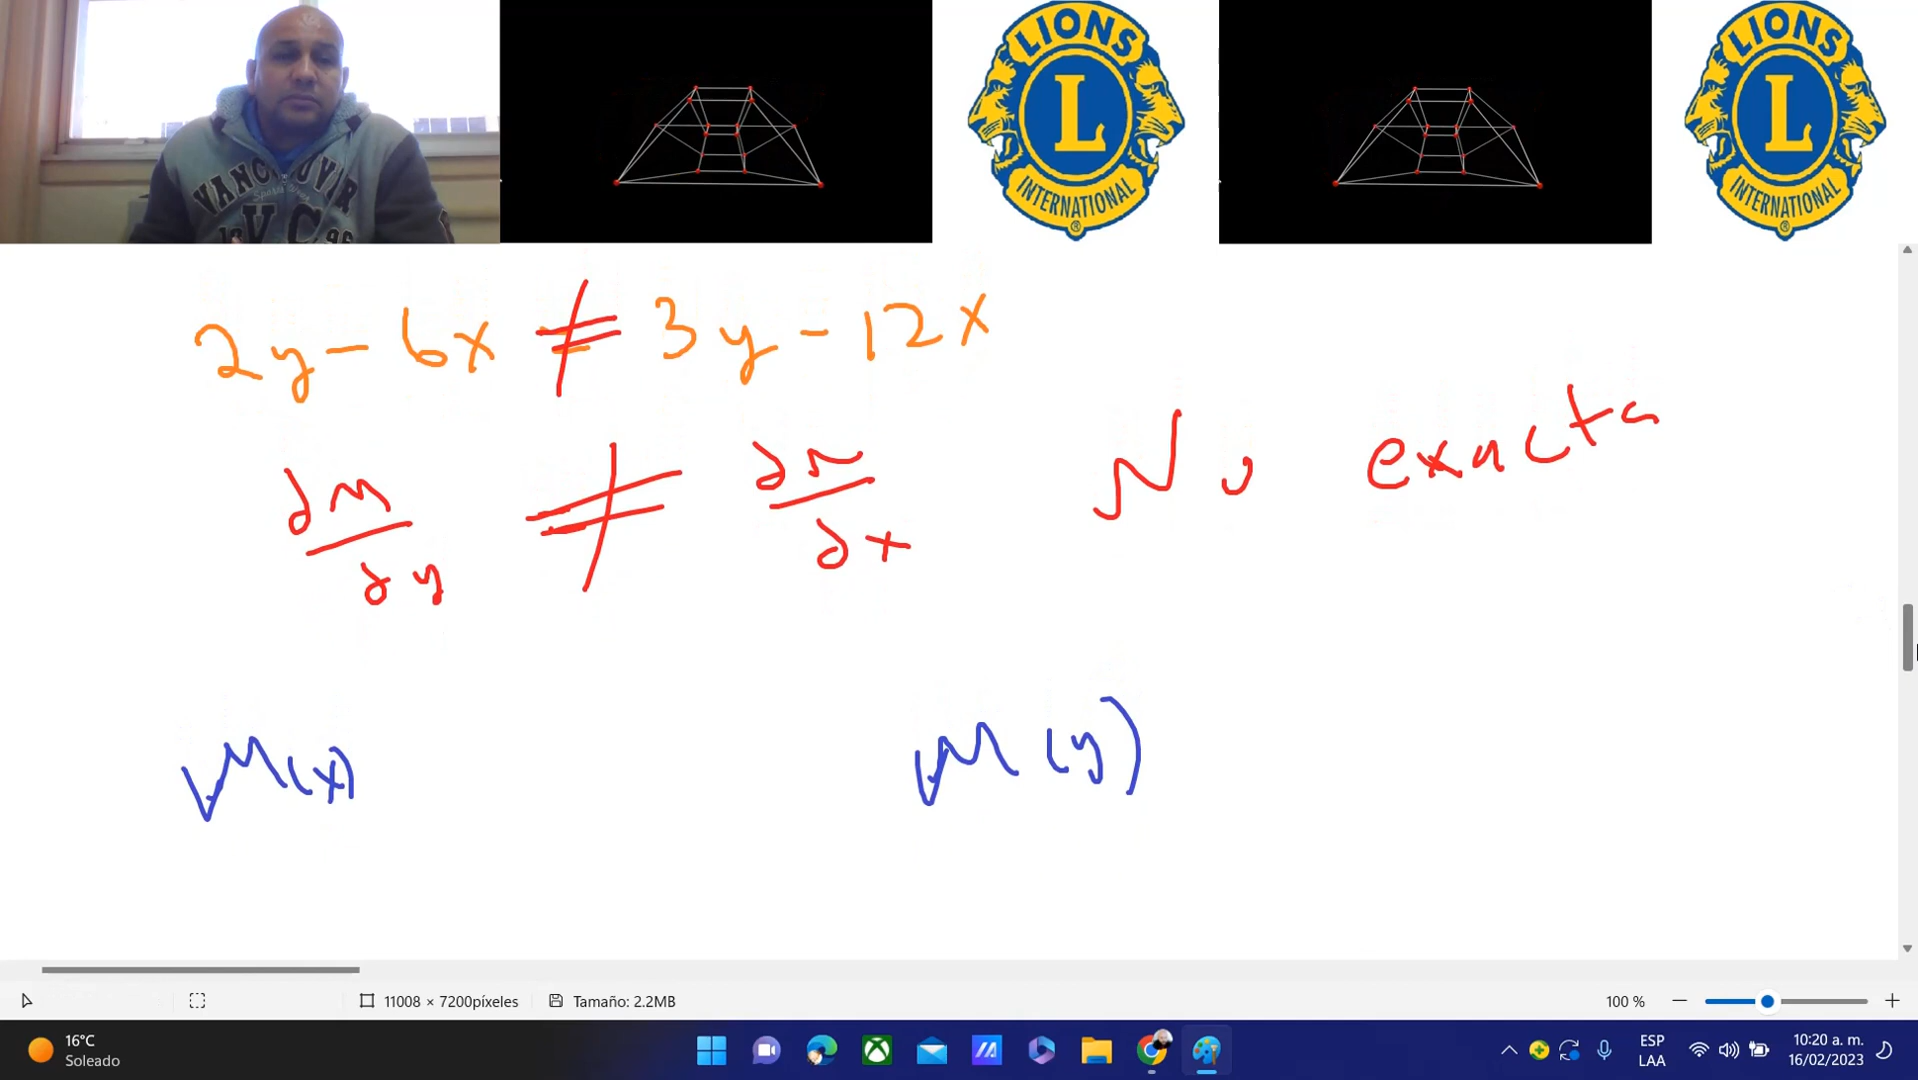 VANCOUVER
LIONS
L
INTERNATIONAL
®
LIONS
L
INTERNATIONAL
®
2y - 6x ≠ 3y - 12x
∂M/∂y ≠ ∂N/∂x No exacta
μ(x) μ(y)
11008 × 7200píxeles Tamaño: 2.2MB 100 %
16°C
Soleado
ESP
LAA
10:20 a. m.
16/02/2023